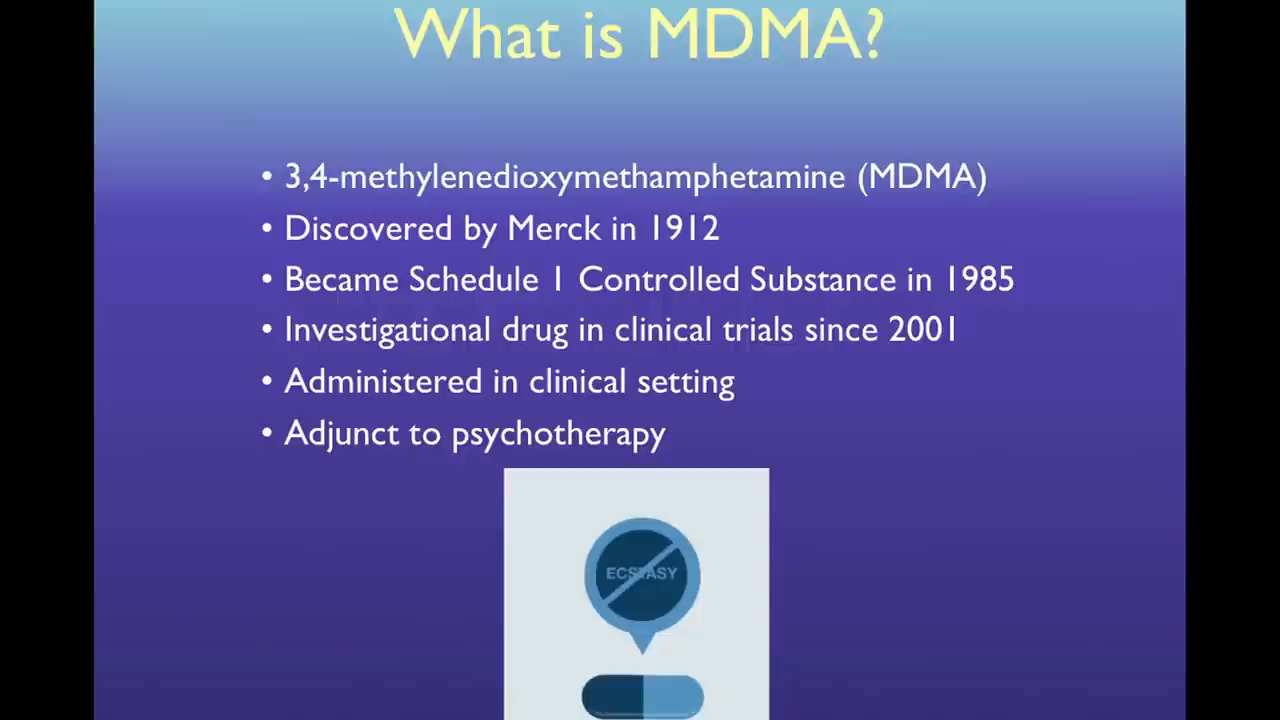 What is MDMA?
• 3,4-methylenedioxymethamphetamine (MDMA)
• Discovered by Merck in 1912
• Became Schedule 1 Controlled Substance in 1985
• Investigational drug in clinical trials since 2001
• Administered in clinical setting
• Adjunct to psychotherapy
ECSTASY